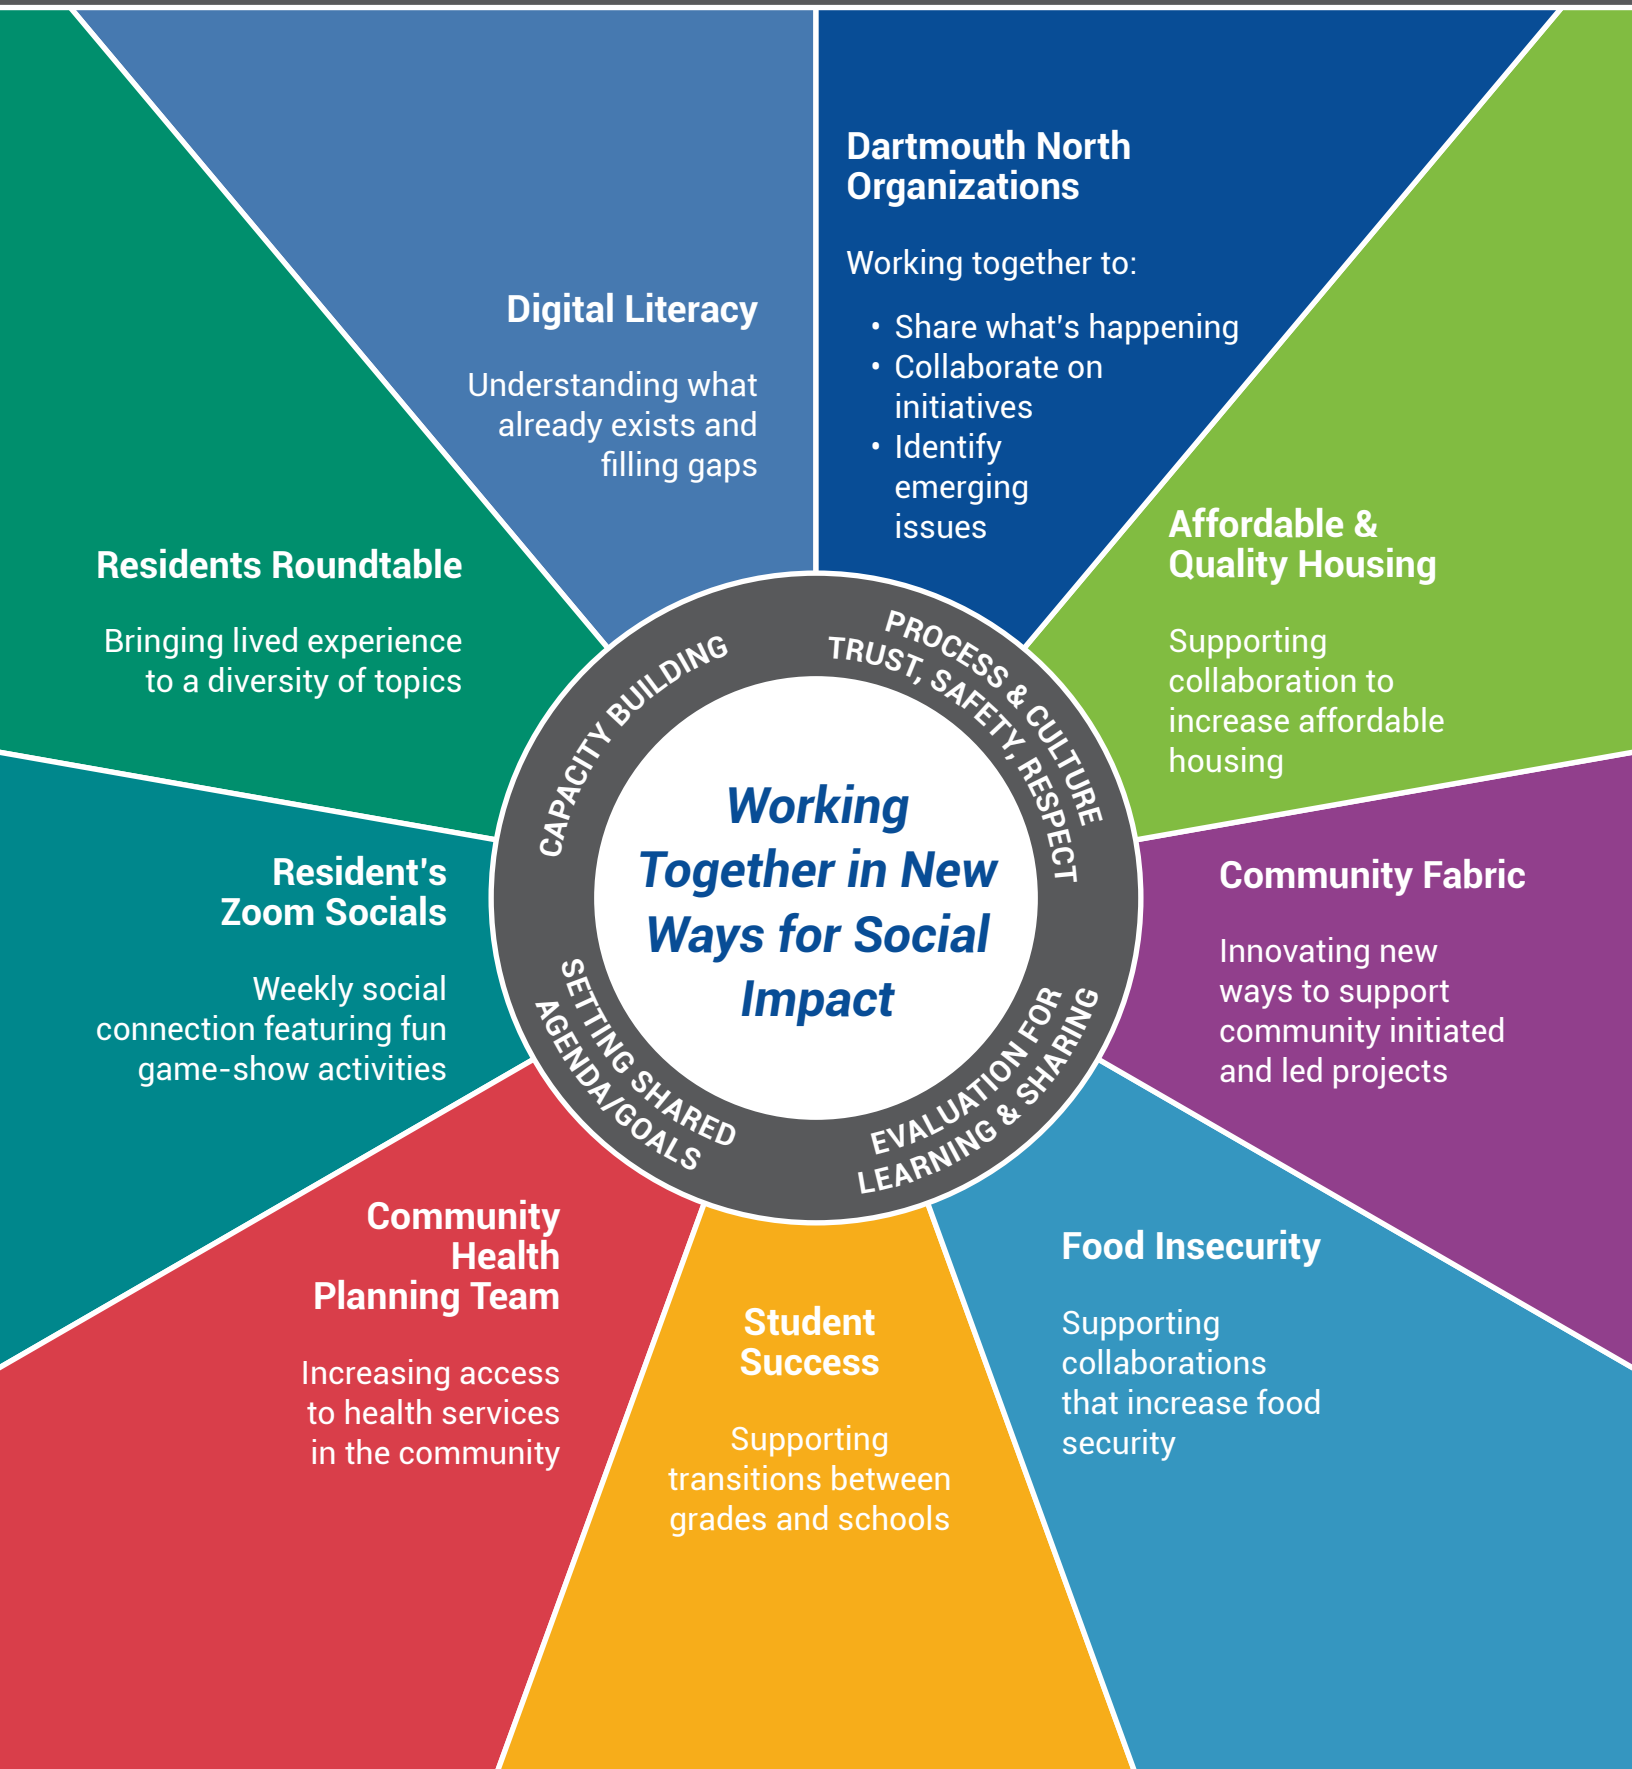 Dartmouth North
Organizations
Working together to:
• Share what's happening
• Collaborate on
initiatives
• Identify
emerging
issues
Affordable &
Quality Housing
Supporting
collaboration to
increase affordable
housing
Community Fabric
Innovating new
ways to support
community initiated
and led projects
Food Insecurity
Supporting
collaborations
that increase food
security
Student
Success
Supporting
transitions between
grades and schools
Community
Health
Planning Team
Increasing access
to health services
in the community
Resident's
Zoom Socials
Weekly social
connection featuring fun
game-show activities
Residents Roundtable
Bringing lived experience
to a diversity of topics
Digital Literacy
Understanding what
already exists and
filling gaps
PROCESS & CULTURE
TRUST, SAFETY, RESPECT
EVALUATION FOR
LEARNING & SHARING
SETTING SHARED
AGENDA/GOALS
CAPACITY BUILDING
Working
Together in New
Ways for Social
Impact